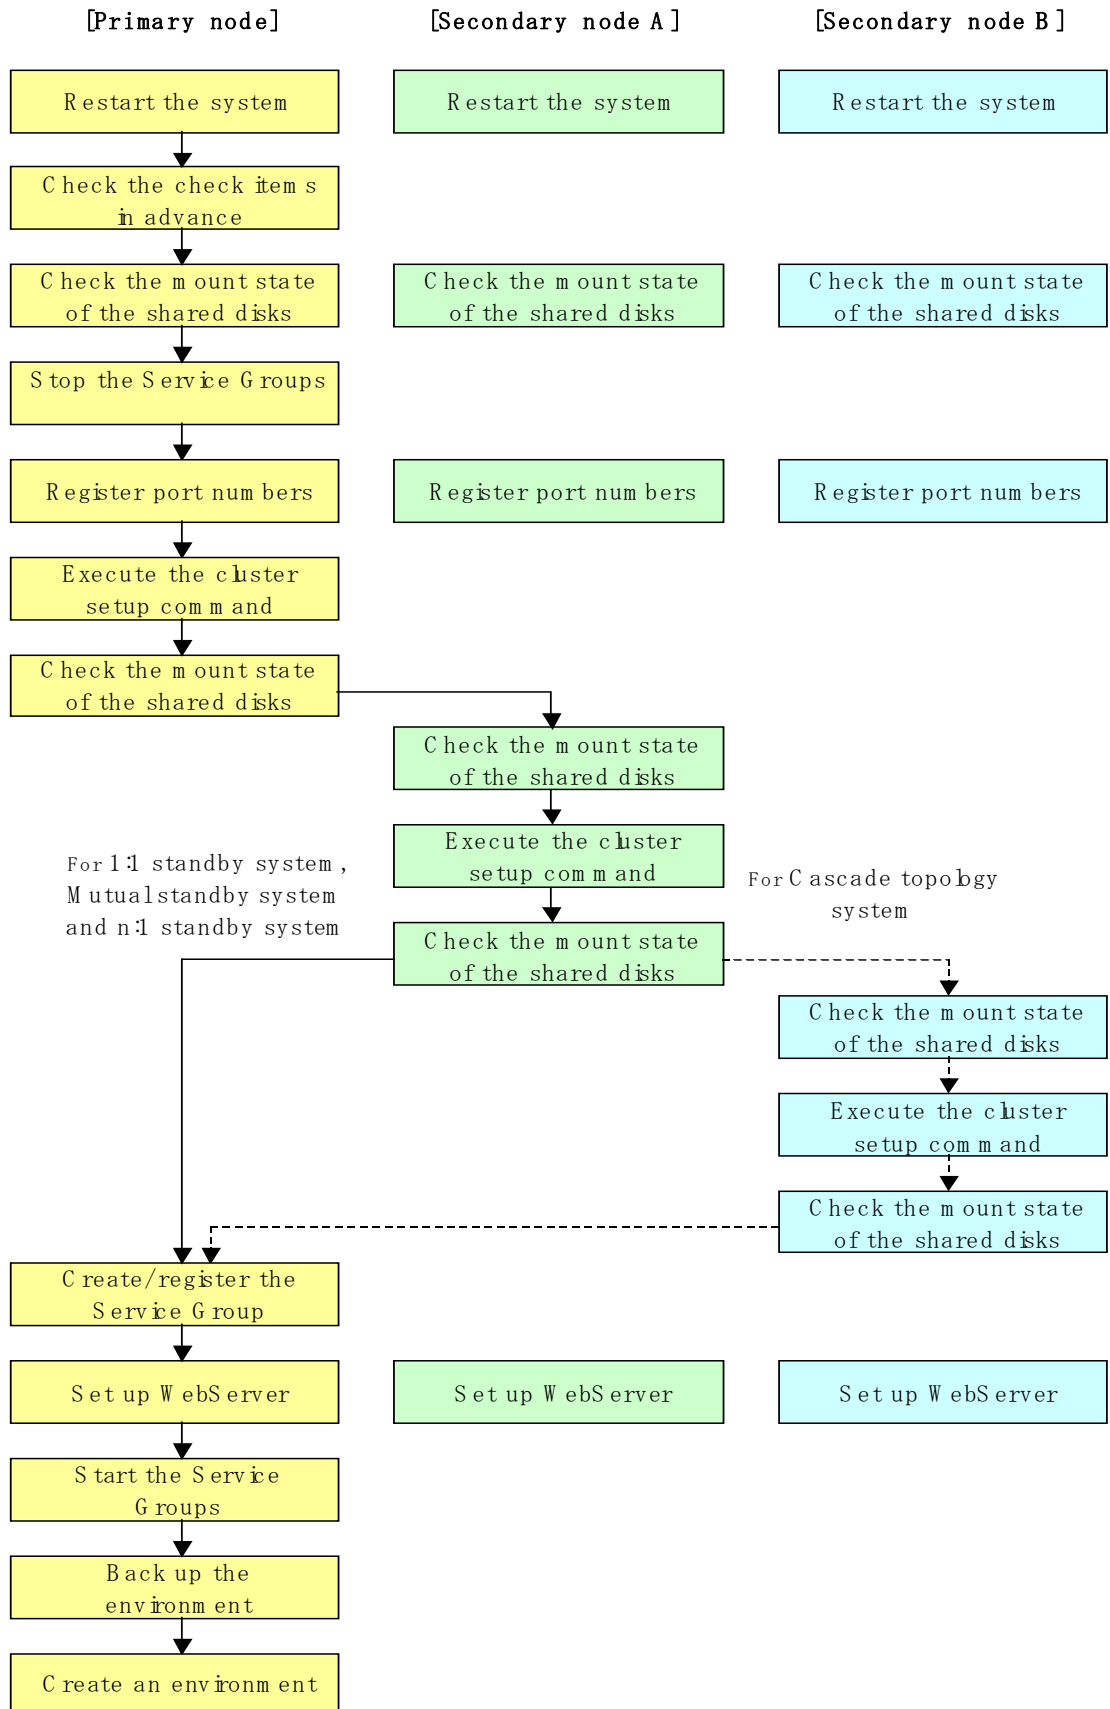 [Primary node] [Secondary node A] [Secondary node B]
Restart the system
Restart the system
Restart the system
Check the check items
in advance
Check the mount state
of the shared disks
Check the mount state
of the shared disks
Check the mount state
of the shared disks
Stop the Service Groups
Register port numbers
Register port numbers
Register port numbers
Execute the cluster
setup command
Check the mount state
of the shared disks
Check the mount state
of the shared disks
Execute the cluster
setup command
For 1:1 standby system,
Mutual standby system
and n:1 standby system
For Cascade topology
system
Check the mount state
of the shared disks
Check the mount state
of the shared disks
Execute the cluster
setup command
Check the mount state
of the shared disks
Create/register the
Service Group
Set up WebServer
Set up WebServer
Set up WebServer
Start the Service
Groups
Back up the
environment
Create an environment